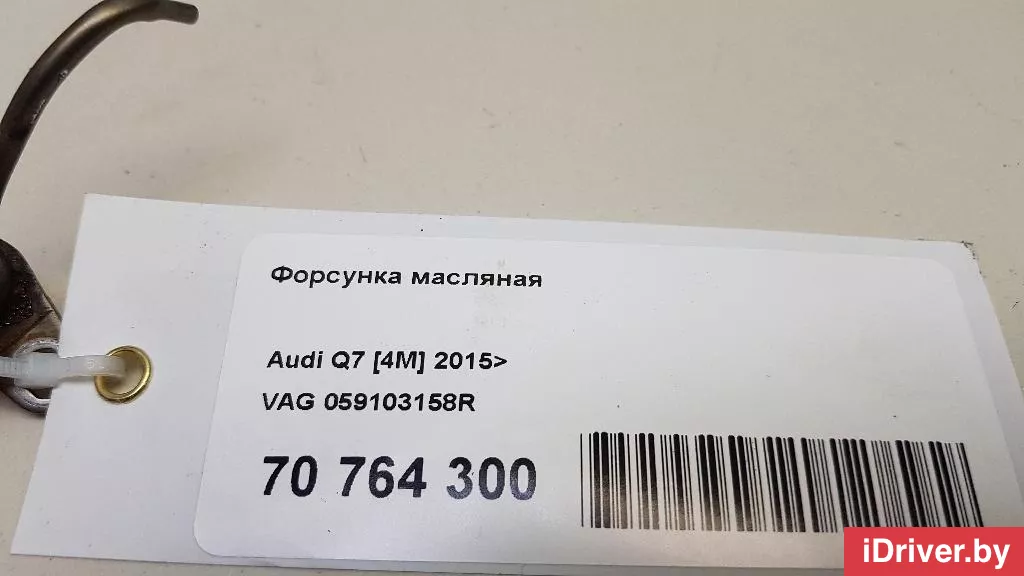 Форсунка масляная
Audi Q7 [4M] 2015>
VAG 059103158R
70 764 300
iDriver.by